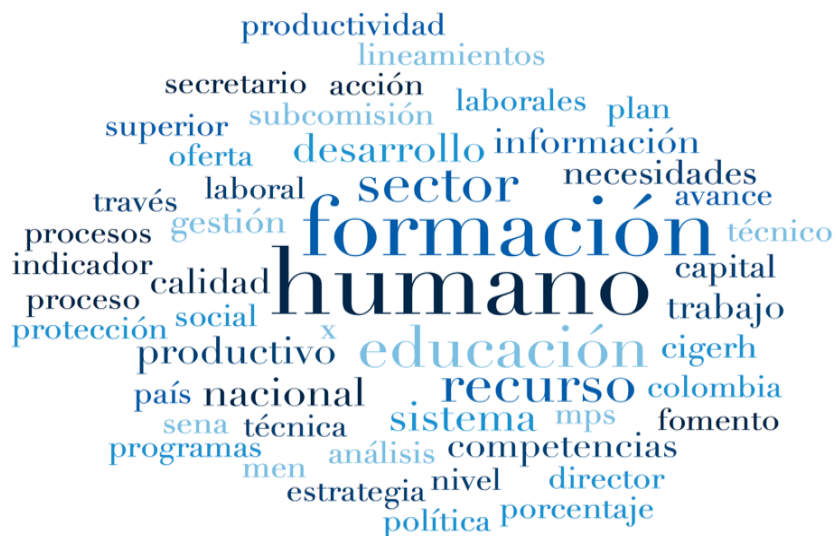 productividad
lineamientos
secretario acción
subcomisión laborales plan
superior
oferta desarrollo información
través laboral sector necesidades
avance
procesos gestión formación técnico
indicador
proceso calidad humano capital
trabajo
protección social x
productivo educación cigerh
país nacional recurso colombia
sena técnica sistema mps fomento
programas
men análisis competencias
estrategia nivel director
política porcentaje